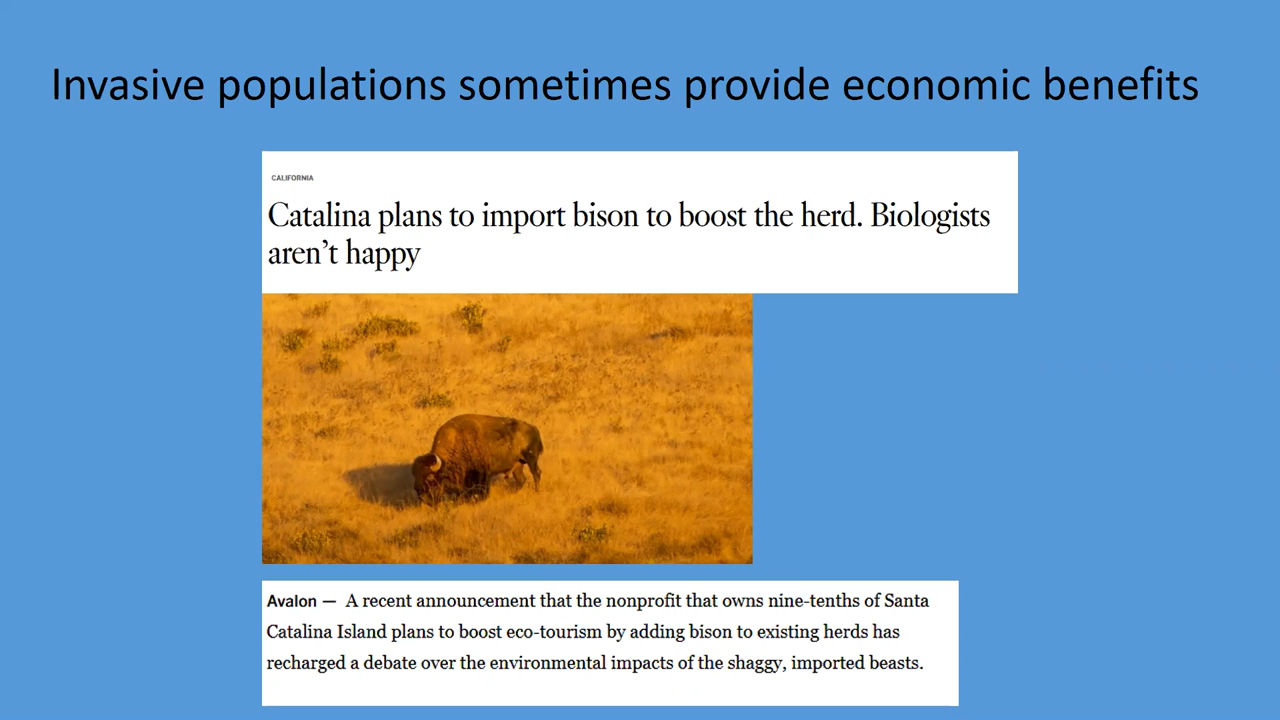 Invasive populations sometimes provide economic benefits
CALIFORNIA
Catalina plans to import bison to boost the herd. Biologists
aren’t happy
Avalon — A recent announcement that the nonprofit that owns nine-tenths of Santa
Catalina Island plans to boost eco-tourism by adding bison to existing herds has
recharged a debate over the environmental impacts of the shaggy, imported beasts.